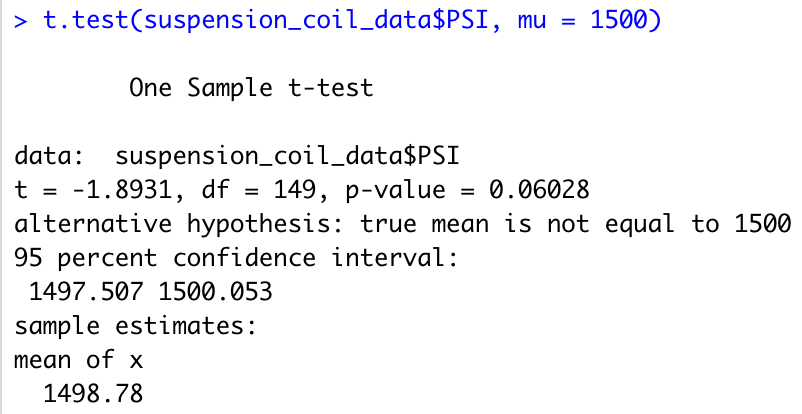 > t.test(suspension_coil_data$PSI, mu = 1500)
One Sample t-test
data:  suspension_coil_data$PSI
t = -1.8931, df = 149, p-value = 0.06028
alternative hypothesis: true mean is not equal to 1500
95 percent confidence interval:
1497.507 1500.053
sample estimates:
mean of x
1498.78